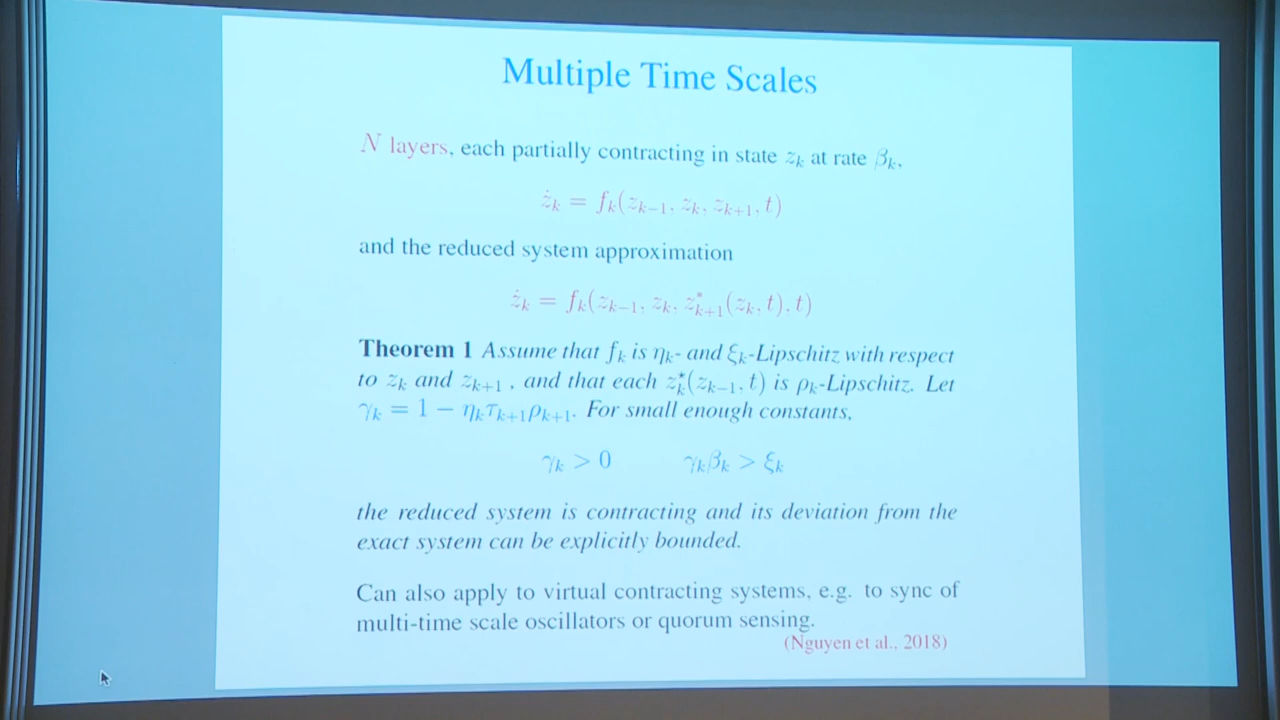 Multiple Time Scales
N layers, each partially contracting in state z_k at rate β_k,
ż_k = f_k(z_{k−1}, z_k, z_{k+1}, t)
and the reduced system approximation
ż_k = f_k(z_{k−1}, z_k, z*_{k+1}(z_k, t), t)
Theorem 1 Assume that f_k is η_k- and ξ_k-Lipschitz with respect
to z_k and z_{k+1} , and that each z*_k(z_{k−1}, t) is ρ_k-Lipschitz. Let
γ_k = 1 − η_kτ_{k+1}ρ_{k+1}. For small enough constants,
γ_k > 0 γ_kβ_k > ξ_k
the reduced system is contracting and its deviation from the
exact system can be explicitly bounded.
Can also apply to virtual contracting systems, e.g. to sync of
multi-time scale oscillators or quorum sensing.
(Nguyen et al., 2018)